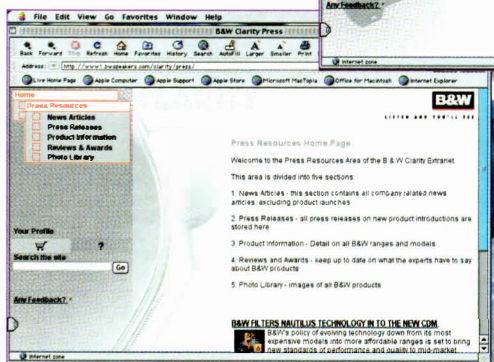 Any Feedback?
Internet zone
File Edit View Go Favorites Window Help
B&W Clarity Press
Back Forward Stop Refresh Home Favorites History Search AutoFill Larger Smaller Print
Address: http://www1.bwspeakers.com/clarity/press/
Live Home Page Apple Computer Apple Support Apple Store Microsoft MacTopia Office for Macintosh Internet Explorer
Home
Press Resources
News Articles
Press Releases
Product Information
Reviews & Awards
Photo Library
B&W
LISTEN AND YOU'LL SEE
Press Resources Home Page
Welcome to the Press Resources Area of the B & W Clarity Extranet
This area is divided into five sections
1. News Articles - this section contains all company related news
articles, excluding product launches
2. Press Releases - all press releases on new product introductions are
stored here
3. Product Information - Detail on all B&W ranges and models
4. Reviews and Awards - keep up to date on what the experts have to say
about B&W products
5. Photo Library - images of all B&W products
Your Profile
?
Search the site
Go
Any Feedback?
B&W FILTERS NAUTILUS TECHNOLOGY IN TO THE NEW CDM
B&W's policy of evolving technology down from its most
expensive models into more affordable ranges is set to bring
new standards of performance and quality to mid-market
Internet zone